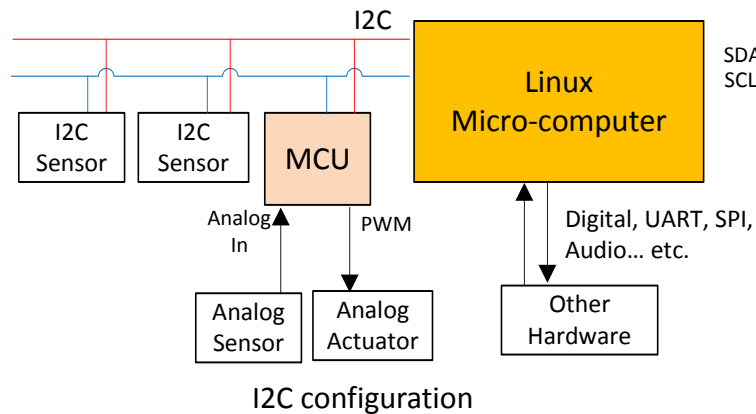 I2C
Linux
Micro-computer
SDA
SCL
I2C
Sensor
I2C
Sensor
MCU
Analog
In
PWM
Digital, UART, SPI,
Audio... etc.
Analog
Sensor
Analog
Actuator
Other
Hardware
I2C configuration